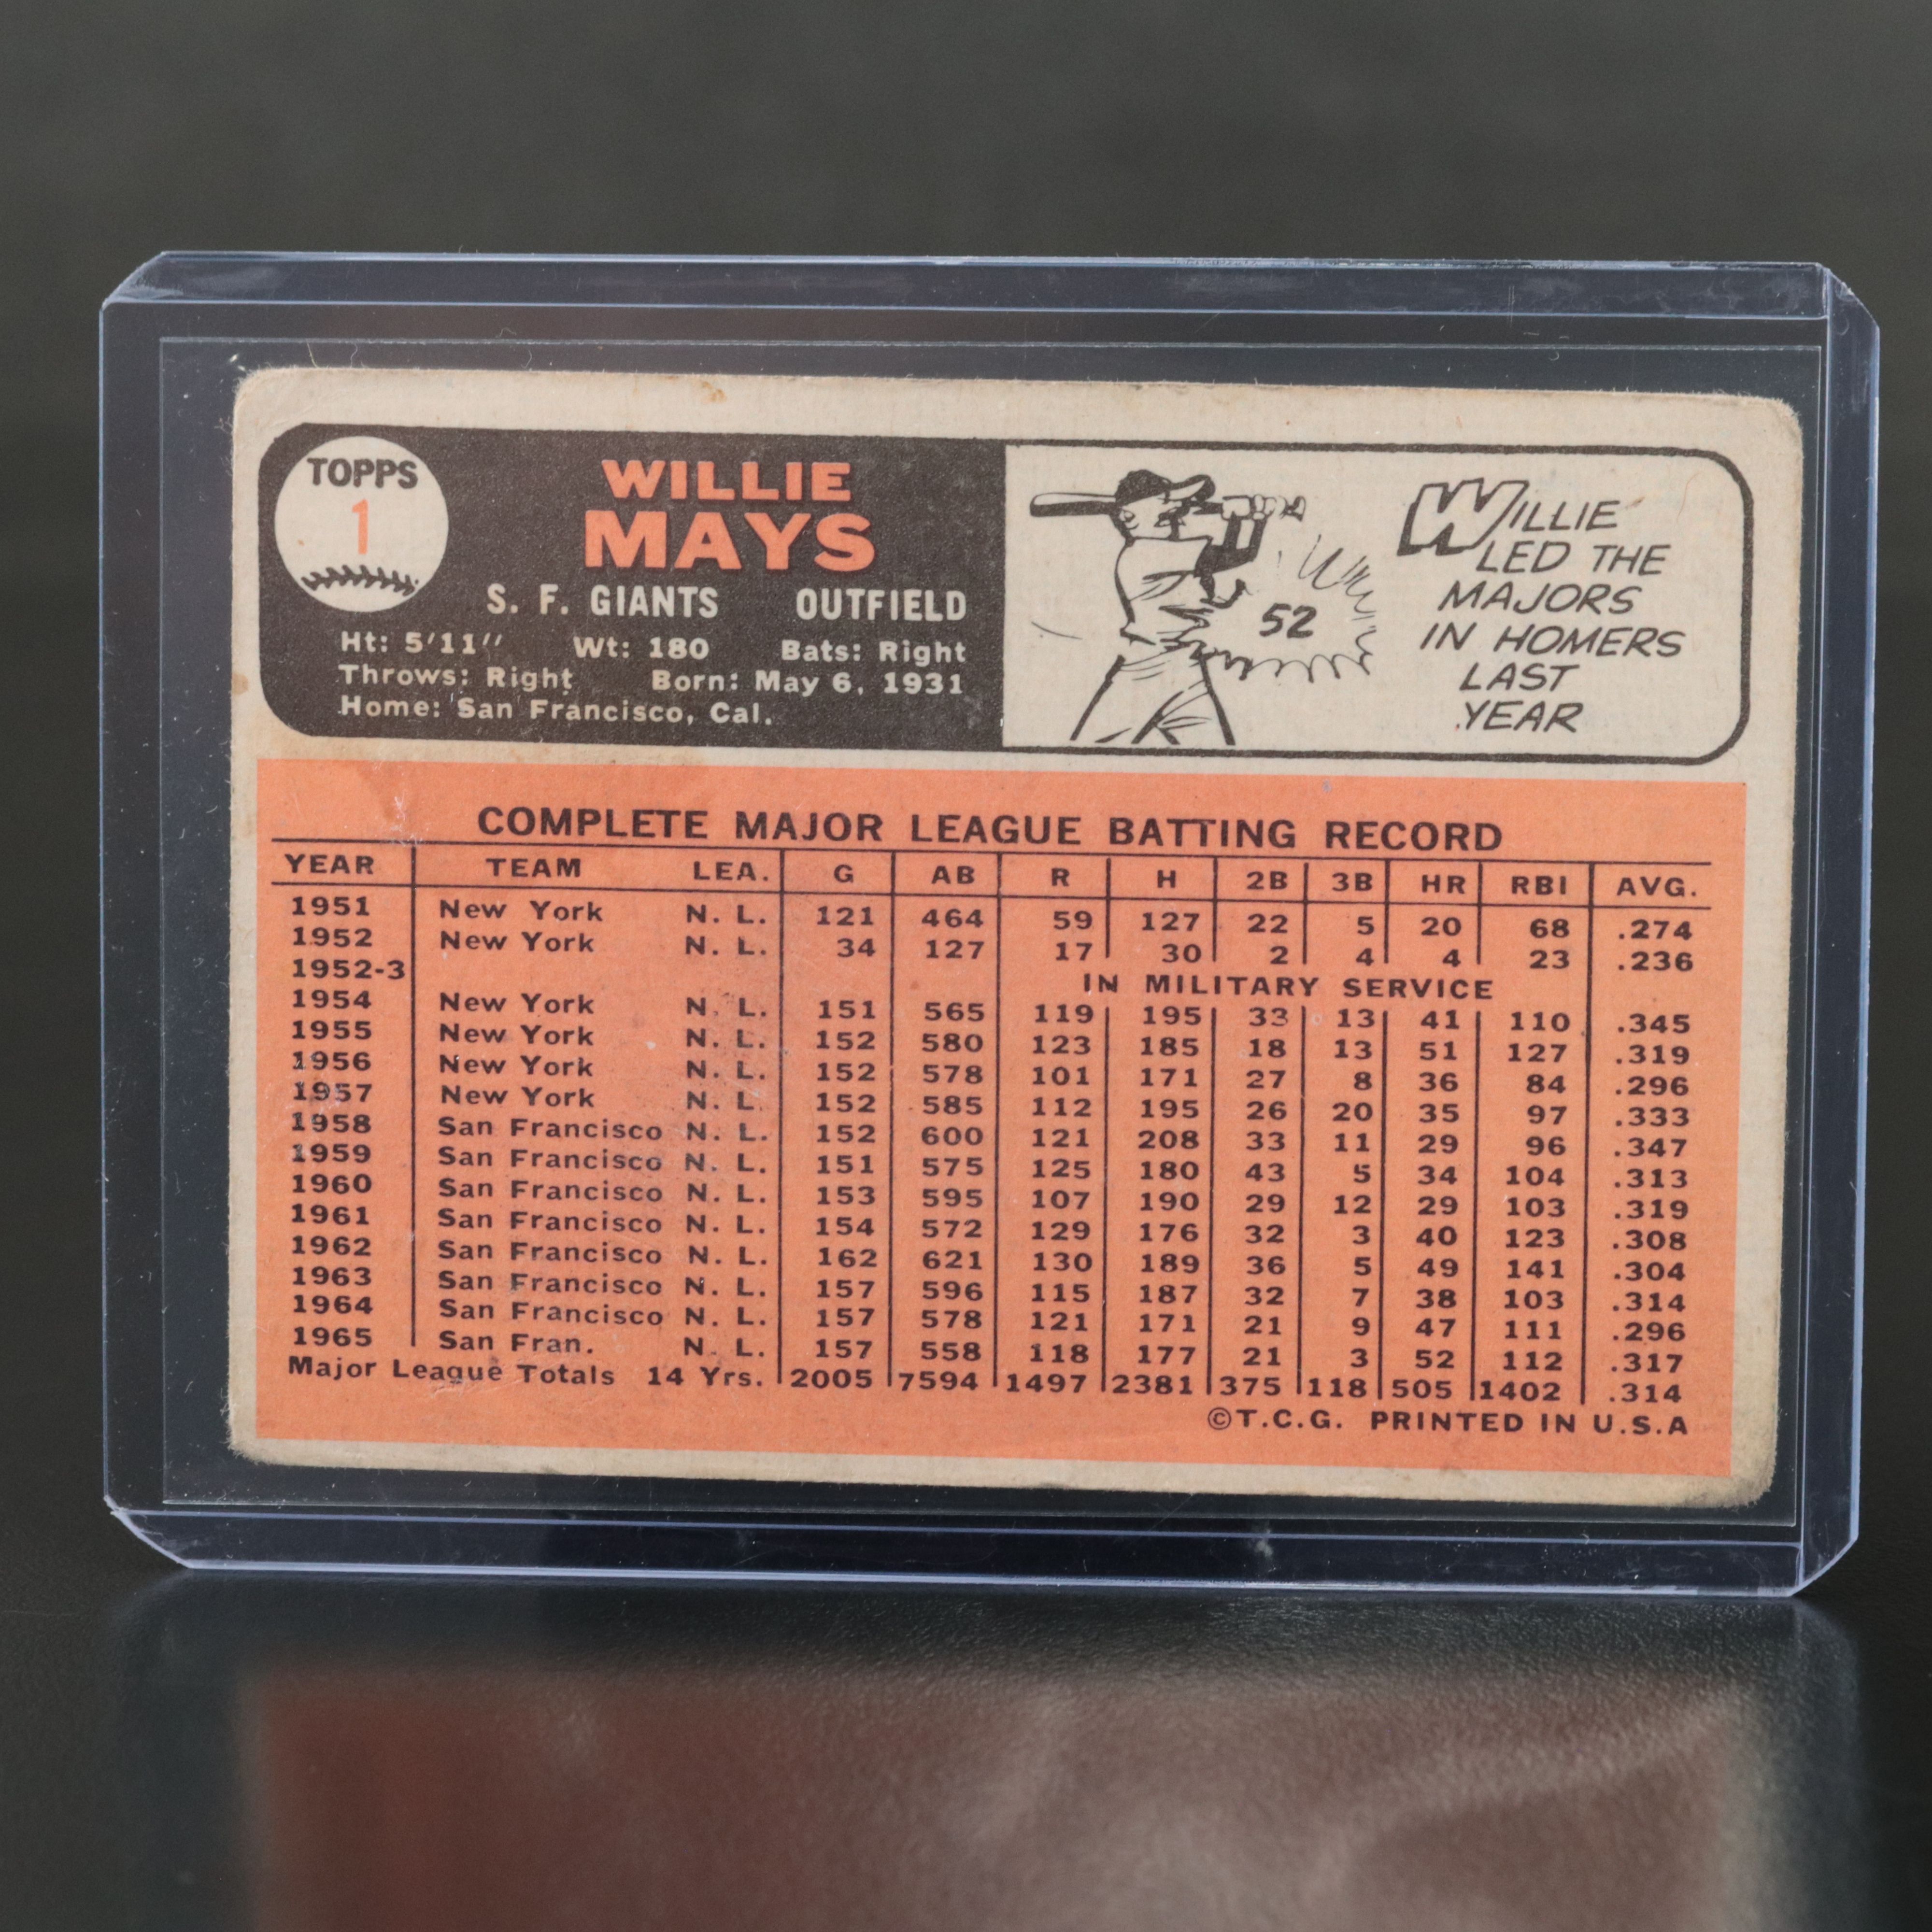 TOPPS
1
WILLIE
MAYS
S. F. GIANTS OUTFIELD
Ht: 5'11" Wt: 180 Bats: Right
Throws: Right Born: May 6, 1931
Home: San Francisco, Cal.
52
WILLIE
LED THE
MAJORS
IN HOMERS
LAST
YEAR
COMPLETE MAJOR LEAGUE BATTING RECORD
YEAR TEAM LEA. G AB R H 2B 3B HR RBI AVG.
1951 New York N. L. 121 464 59 127 22 5 20 68 .274
1952 New York N. L. 34 127 17 30 2 4 4 23 .236
1952-3 IN MILITARY SERVICE
1954 New York N. L. 151 565 119 195 33 13 41 110 .345
1955 New York N. L. 152 580 123 185 18 13 51 127 .319
1956 New York N. L. 152 578 101 171 27 8 36 84 .296
1957 New York N. L. 152 585 112 195 26 20 35 97 .333
1958 San Francisco N. L. 152 600 121 208 33 11 29 96 .347
1959 San Francisco N. L. 151 575 125 180 43 5 34 104 .313
1960 San Francisco N. L. 153 595 107 190 29 12 29 103 .319
1961 San Francisco N. L. 154 572 129 176 32 3 40 123 .308
1962 San Francisco N. L. 162 621 130 189 36 5 49 141 .304
1963 San Francisco N. L. 157 596 115 187 32 7 38 103 .314
1964 San Francisco N. L. 157 578 121 171 21 9 47 111 .296
1965 San Fran. N. L. 157 558 118 177 21 3 52 112 .317
Major League Totals 14 Yrs. 2005 7594 1497 2381 375 118 505 1402 .314
©T.C.G. PRINTED IN U.S.A